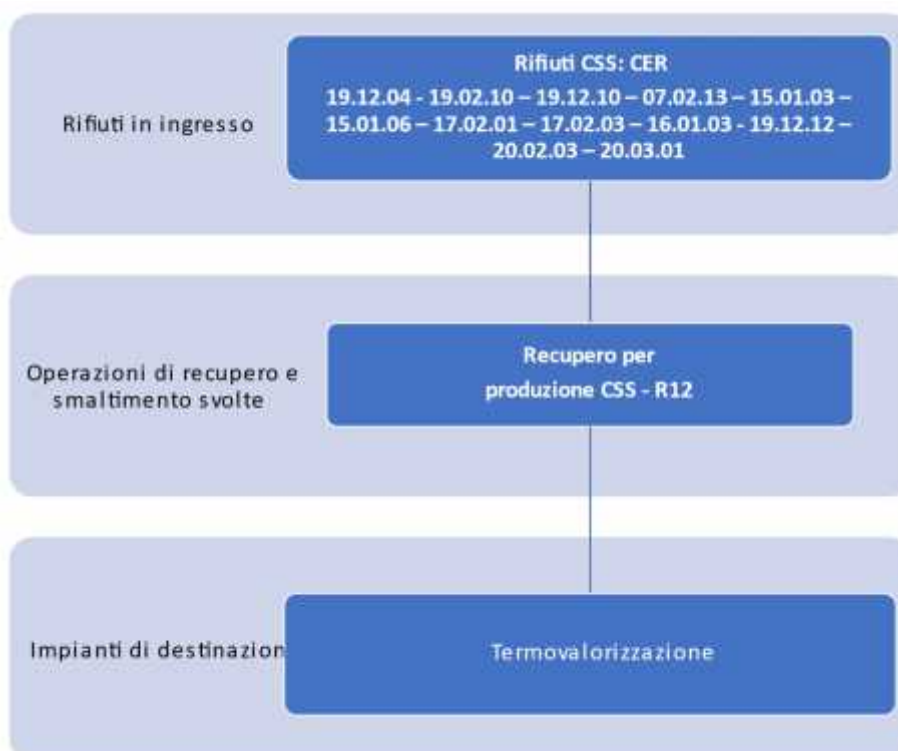 Rifiuti in ingresso
Rifiuti CSS: CER
19.12.04 - 19.02.10 – 19.12.10 – 07.02.13 – 15.01.03 –
15.01.06 – 17.02.01 – 17.02.03 – 16.01.03 - 19.12.12 –
20.02.03 – 20.03.01
Operazioni di recupero e
smaltimento svolte
Recupero per
produzione CSS - R12
Impianti di destinazion
Termovalorizzazione